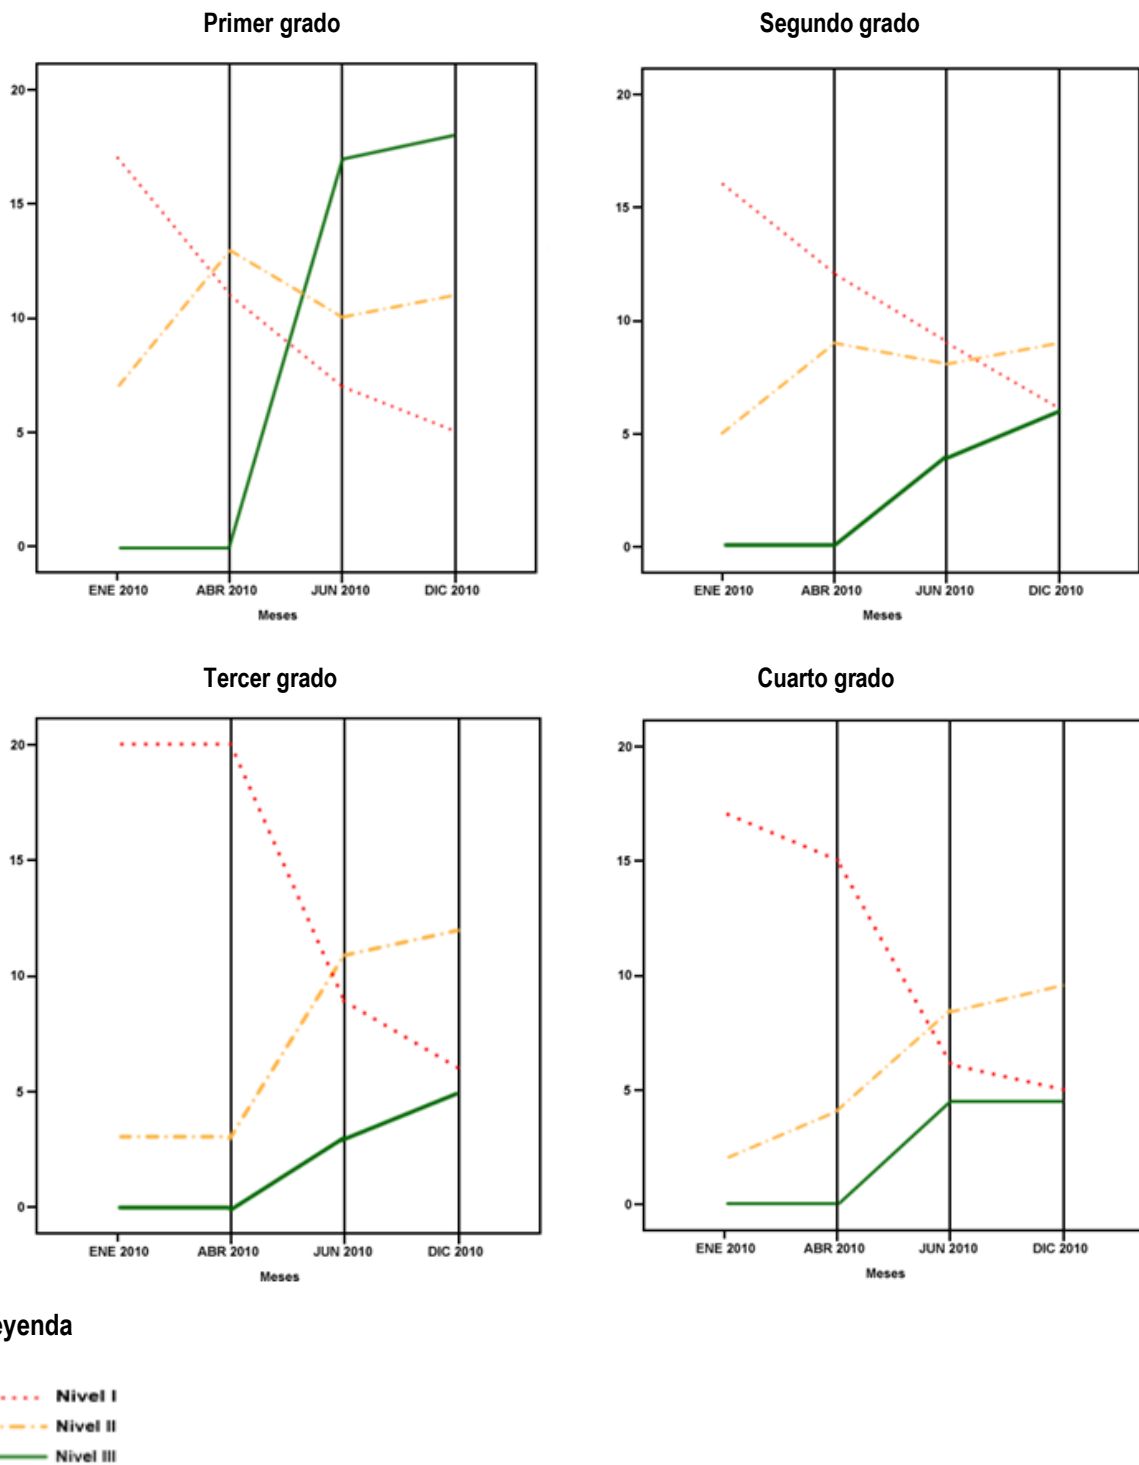 Primer grado
Segundo grado
20
15
10
5
0
ENE 2010 ABR 2010 JUN 2010 DIC 2010
Meses
20
15
10
5
0
ENE 2010 ABR 2010 JUN 2010 DIC 2010
Meses
Tercer grado
Cuarto grado
20
15
10
5
0
ENE 2010 ABR 2010 JUN 2010 DIC 2010
Meses
20
15
10
5
0
ENE 2010 ABR 2010 JUN 2010 DIC 2010
Meses
eyenda
Nivel I
Nivel II
Nivel III